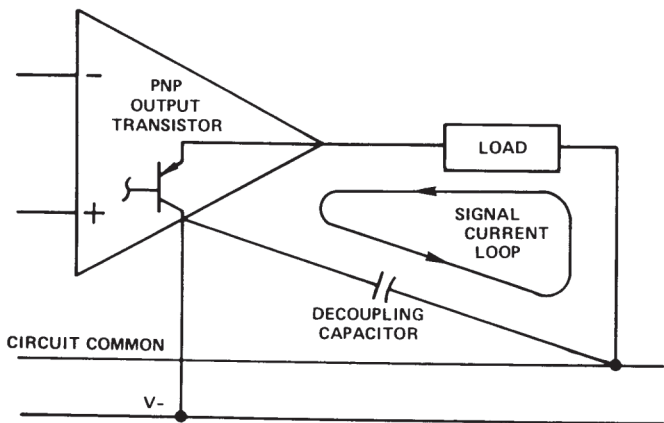 -
PNP
OUTPUT
TRANSISTOR
LOAD
+
SIGNAL
CURRENT
LOOP
DECOUPLING
CAPACITOR
CIRCUIT COMMON
V-